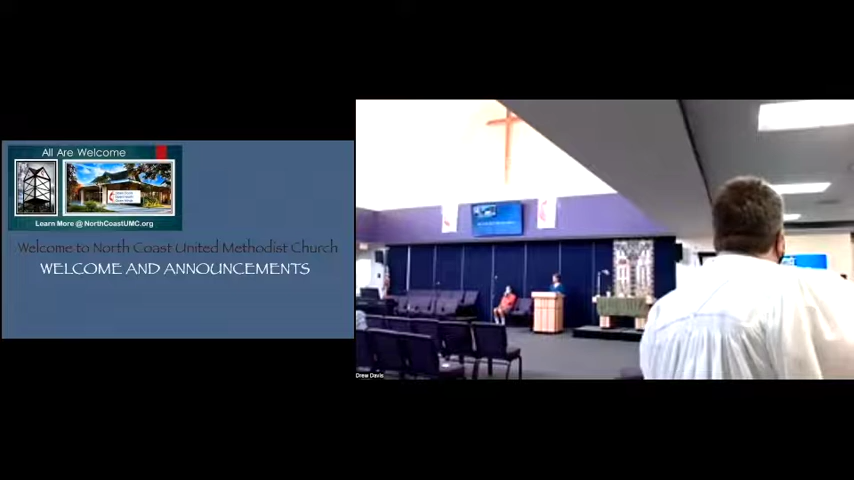 All Are Welcome
Learn More @ NorthCoastUMC.org
Welcome to North Coast United Methodist Church
WELCOME AND ANNOUNCEMENTS
Drew Davis